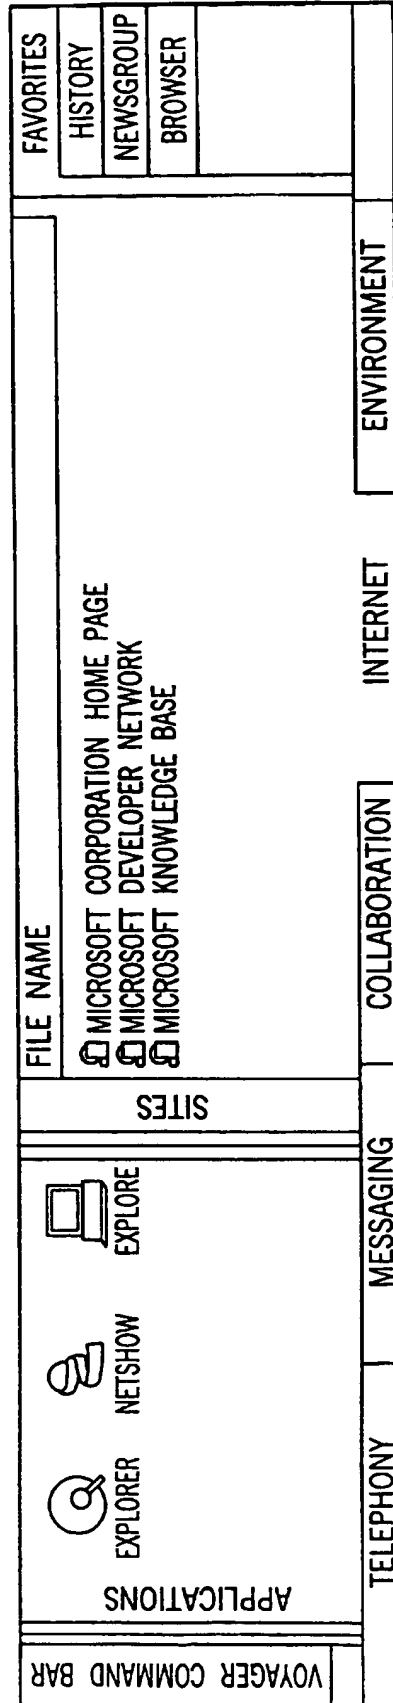 VOYAGER COMMAND BAR
APPLICATIONS
EXPLORER
NETSHOW
EXPLORE
SITES
FILE NAME
MICROSOFT CORPORATION HOME PAGE
MICROSOFT DEVELOPER NETWORK
MICROSOFT KNOWLEDGE BASE
FAVORITES
HISTORY
NEWSGROUP
BROWSER
TELEPHONY
MESSAGING
COLLABORATION
INTERNET
ENVIRONMENT